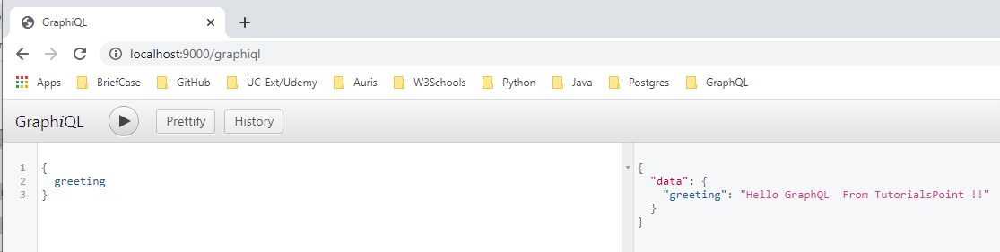 GraphiQL
localhost:9000/graphiql
Apps BriefCase GitHub UC-Ext/Udemy Auris W3Schools Python Java Postgres GraphQL
GraphiQL Prettify History
1 {
2 greeting
3 }
{
"data": {
"greeting": "Hello GraphQL  From TutorialsPoint !!"
}
}